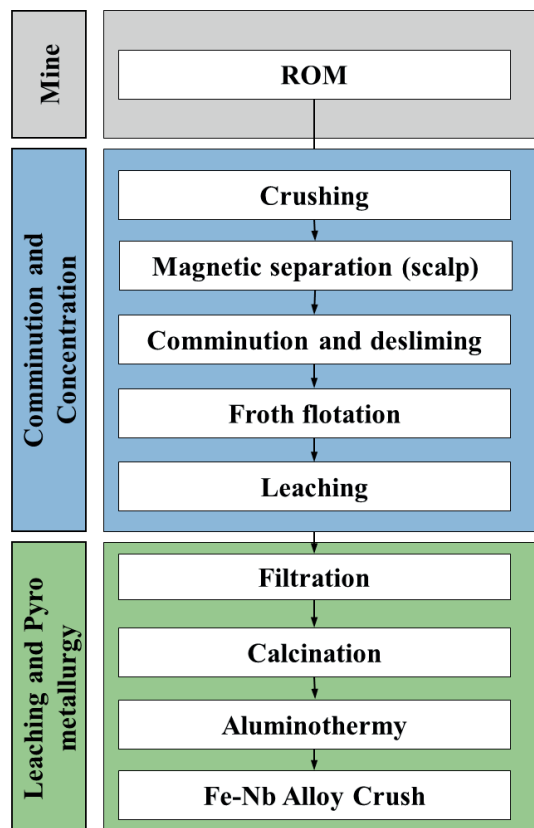 Mine
ROM
Comminution and
Concentration
Crushing
Magnetic separation (scalp)
Comminution and desliming
Froth flotation
Leaching
Leaching and Pyro
metallurgy
Filtration
Calcination
Aluminothermy
Fe-Nb Alloy Crush